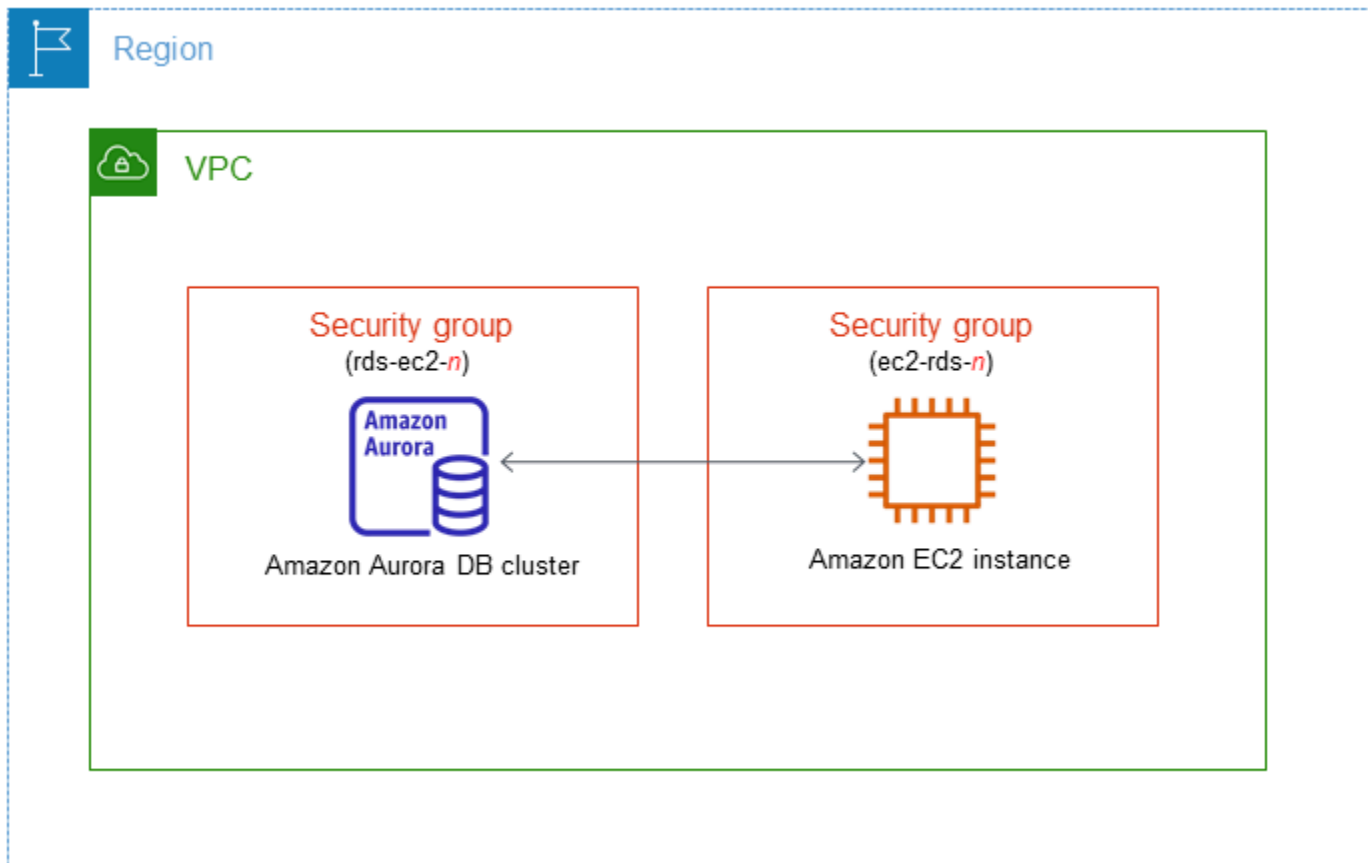 Region
VPC
Security group
(rds-ec2-n)
Amazon
Aurora
Amazon Aurora DB cluster
Security group
(ec2-rds-n)
Amazon EC2 instance